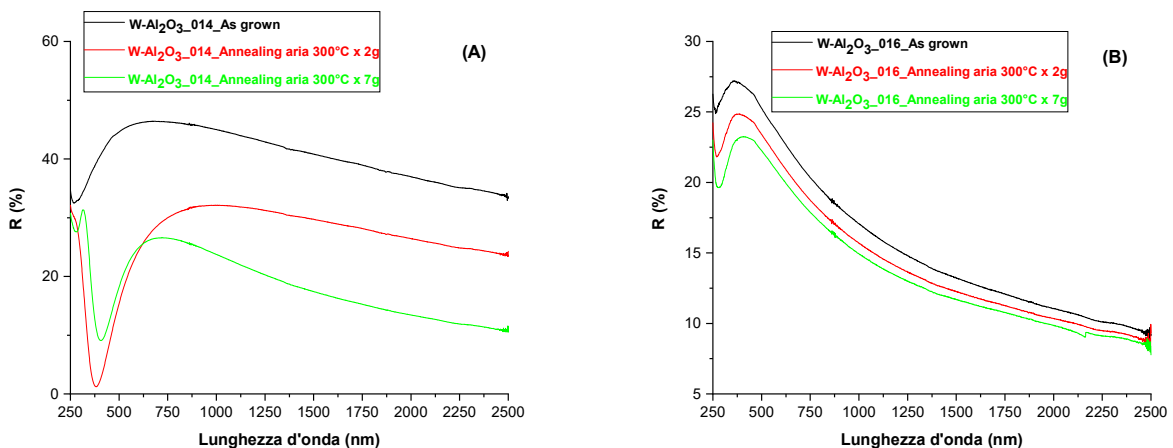 W-Al₂O₃_014_As grown
W-Al₂O₃_014_Annealing aria 300°C x 2g
W-Al₂O₃_014_Annealing aria 300°C x 7g
(A)
60
40
20
0
R (%)
250 500 750 1000 1250 1500 1750 2000 2250 2500
Lunghezza d'onda (nm)
W-Al₂O₃_016_As grown
W-Al₂O₃_016_Annealing aria 300°C x 2g
W-Al₂O₃_016_Annealing aria 300°C x 7g
(B)
30
25
20
15
10
5
R (%)
250 500 750 1000 1250 1500 1750 2000 2250 2500
Lunghezza d'onda (nm)